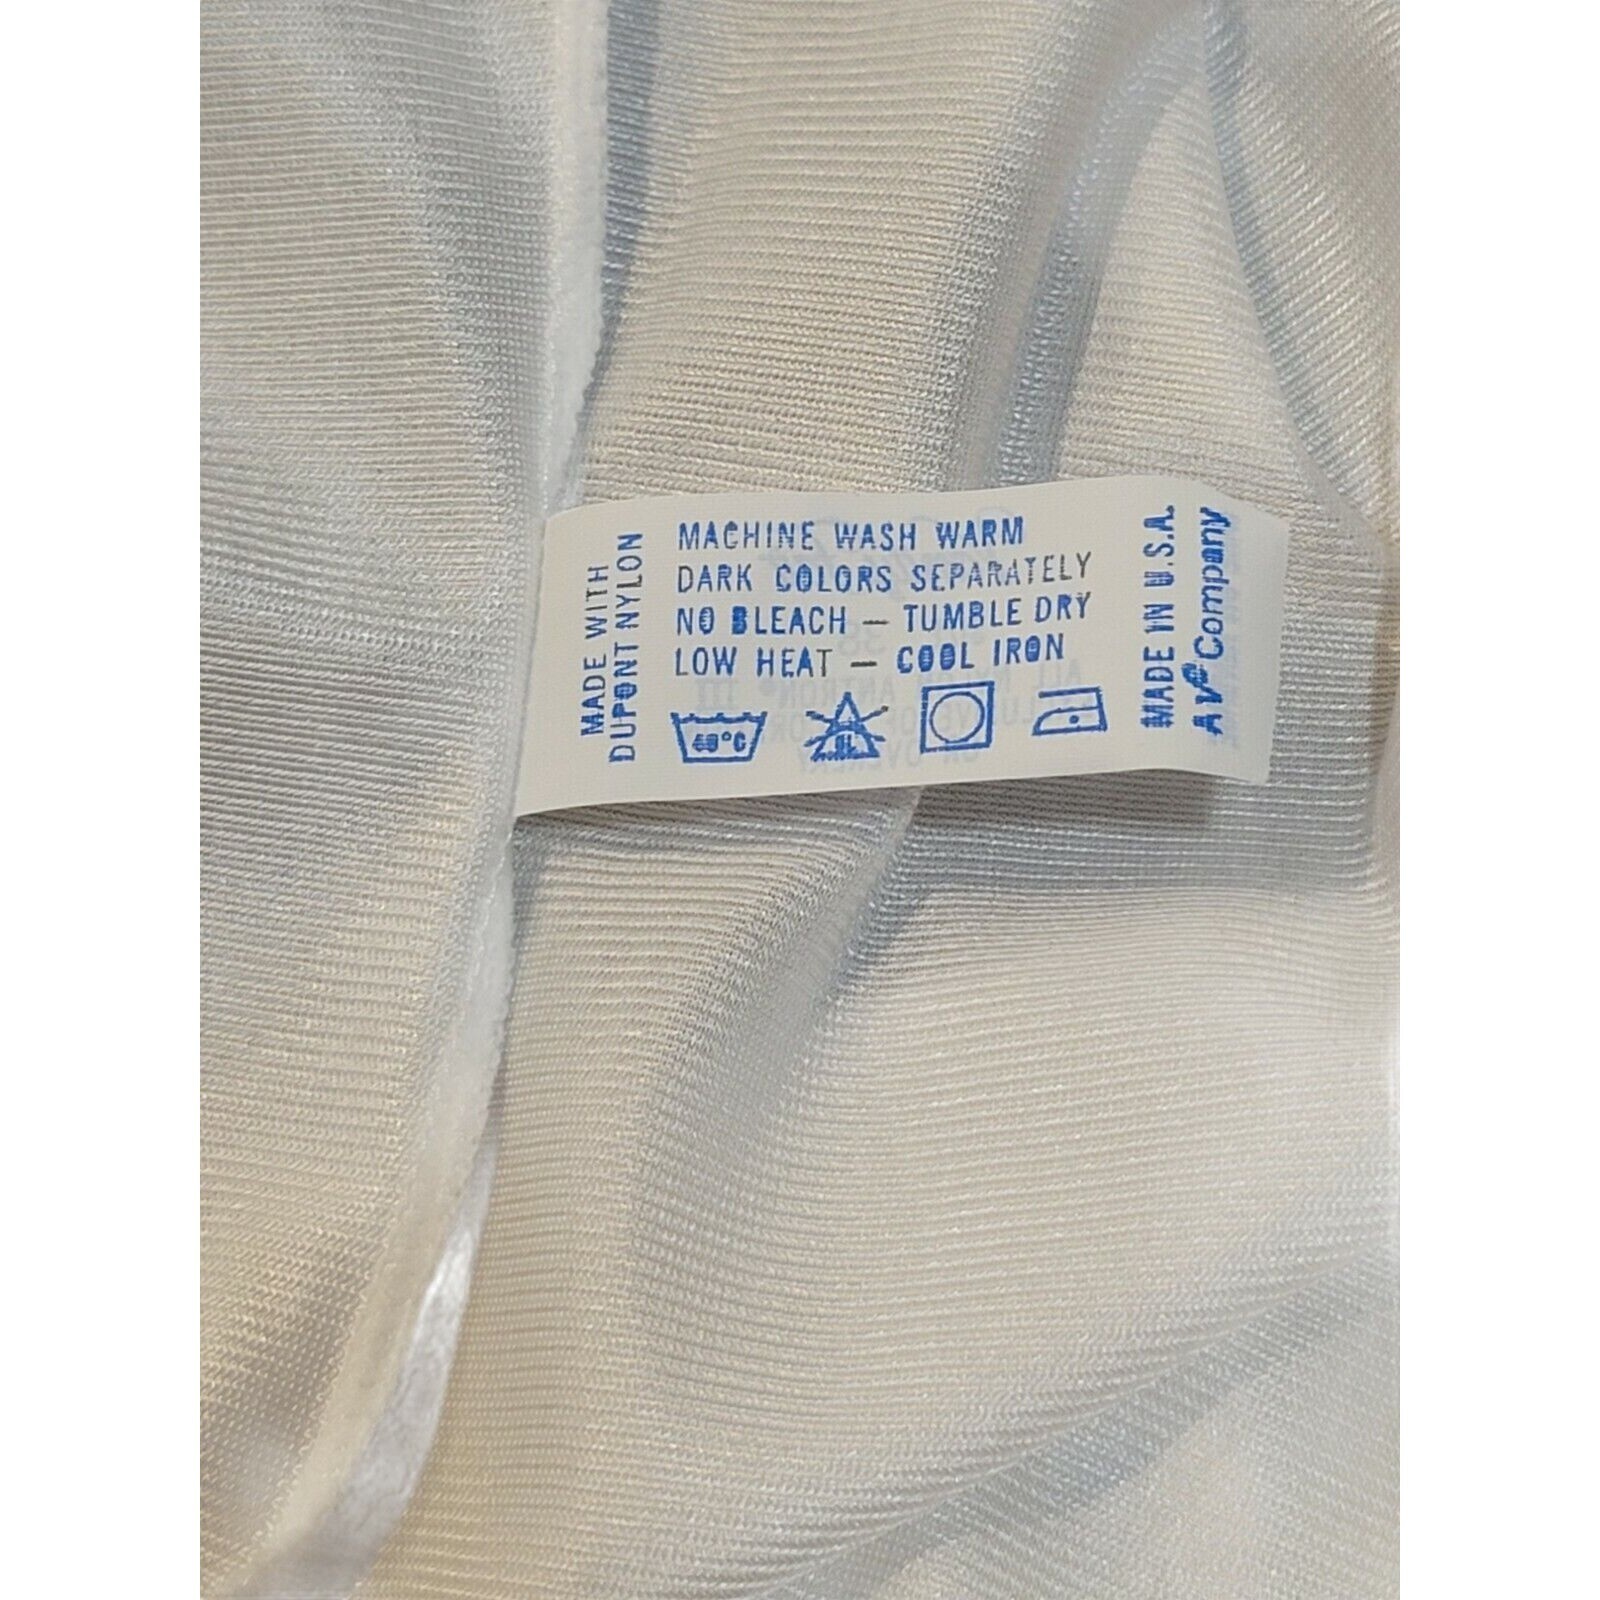 MADE WITH
DUPONT NYLON
MACHINE WASH WARM
DARK COLORS SEPARATELY
NO BLEACH — TUMBLE DRY
LOW HEAT — COOL IRON
40°C
MADE IN U.S.A.
Company